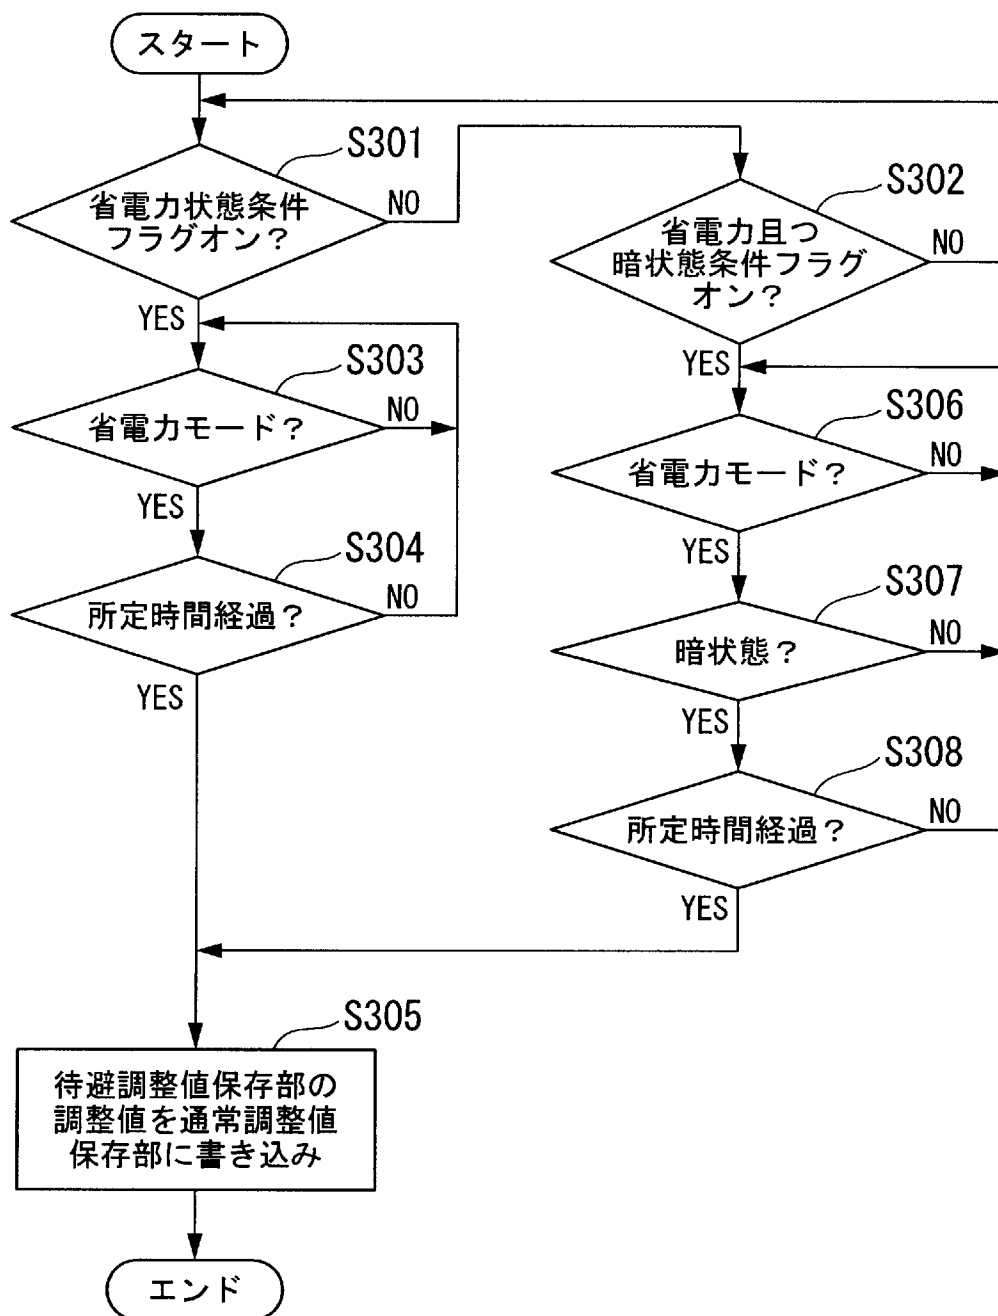 スタート
S301
省電力状態条件
フラグオン？
NO
YES
S302
省電力且つ
暗状態条件フラグ
オン？
NO
YES
S303
省電力モード？
NO
YES
S304
所定時間経過？
NO
YES
S306
省電力モード？
NO
YES
S307
暗状態？
NO
YES
S308
所定時間経過？
NO
YES
S305
待避調整値保存部の
調整値を通常調整値
保存部に書き込み
エンド